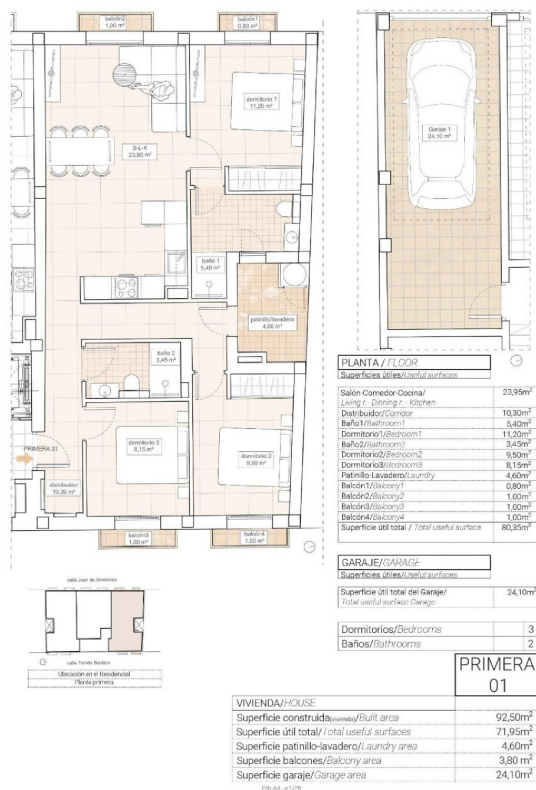 balcón2
1,00 m²
balcón1
0,80 m²
dormitorio 1
11,20 m²
S-L-K
23,95 m²
Garaje 1
24,10 m²
baño 1
5,40 m²
patinillo/lavadero
4,60 m²
baño 2
3,45 m²
PRIMERA 01
dormitorio 3
8,15 m²
dormitorio 2
9,50 m²
distribuidor
10,30 m²
balcón3
1,00 m²
balcón4
1,00 m²
PLANTA / FLOOR
Superficies útiles/Useful surfaces
Salón-Comedor-Cocina/ 23,95m²
Living r. Dinning r. Kitchen
Distribuidor/Corridor 10,30m²
Baño1/Bathroom1 5,40m²
Dormitorio1/Bedroom1 11,20m²
Baño2/Bathroom2 3,45m²
Dormitorio2/Bedroom2 9,50m²
Dormitorio3/Bedroom3 8,15m²
Patinillo-Lavadero/Laundry 4,60m²
Balcón1/Balcony1 0,80m²
Balcón2/Balcony2 1,00m²
Balcón3/Balcony3 1,00m²
Balcón4/Balcony4 1,00m²
Superficie útil total / Total useful surface 80,35m²
GARAJE/GARAGE
Superficies útiles/Useful surfaces
Superficie útil total del Garaje/ 24,10m²
Total useful surface Garage
Dormitorios/Bedrooms 3
Baños/Bathrooms 2
calle Juan de
calle Tomás
Ubicación en el Residencial
Planta primera
PRIMERA
01
VIVIENDA/HOUSE
Superficie construida(vivienda)/Built area 92,50m²
Superficie útil total/Total useful surfaces 71,95m²
Superficie patinillo-lavadero/Laundry area 4,60m²
Superficie balcones/Balcony area 3,80 m²
Superficie garaje/Garage area 24,10m²